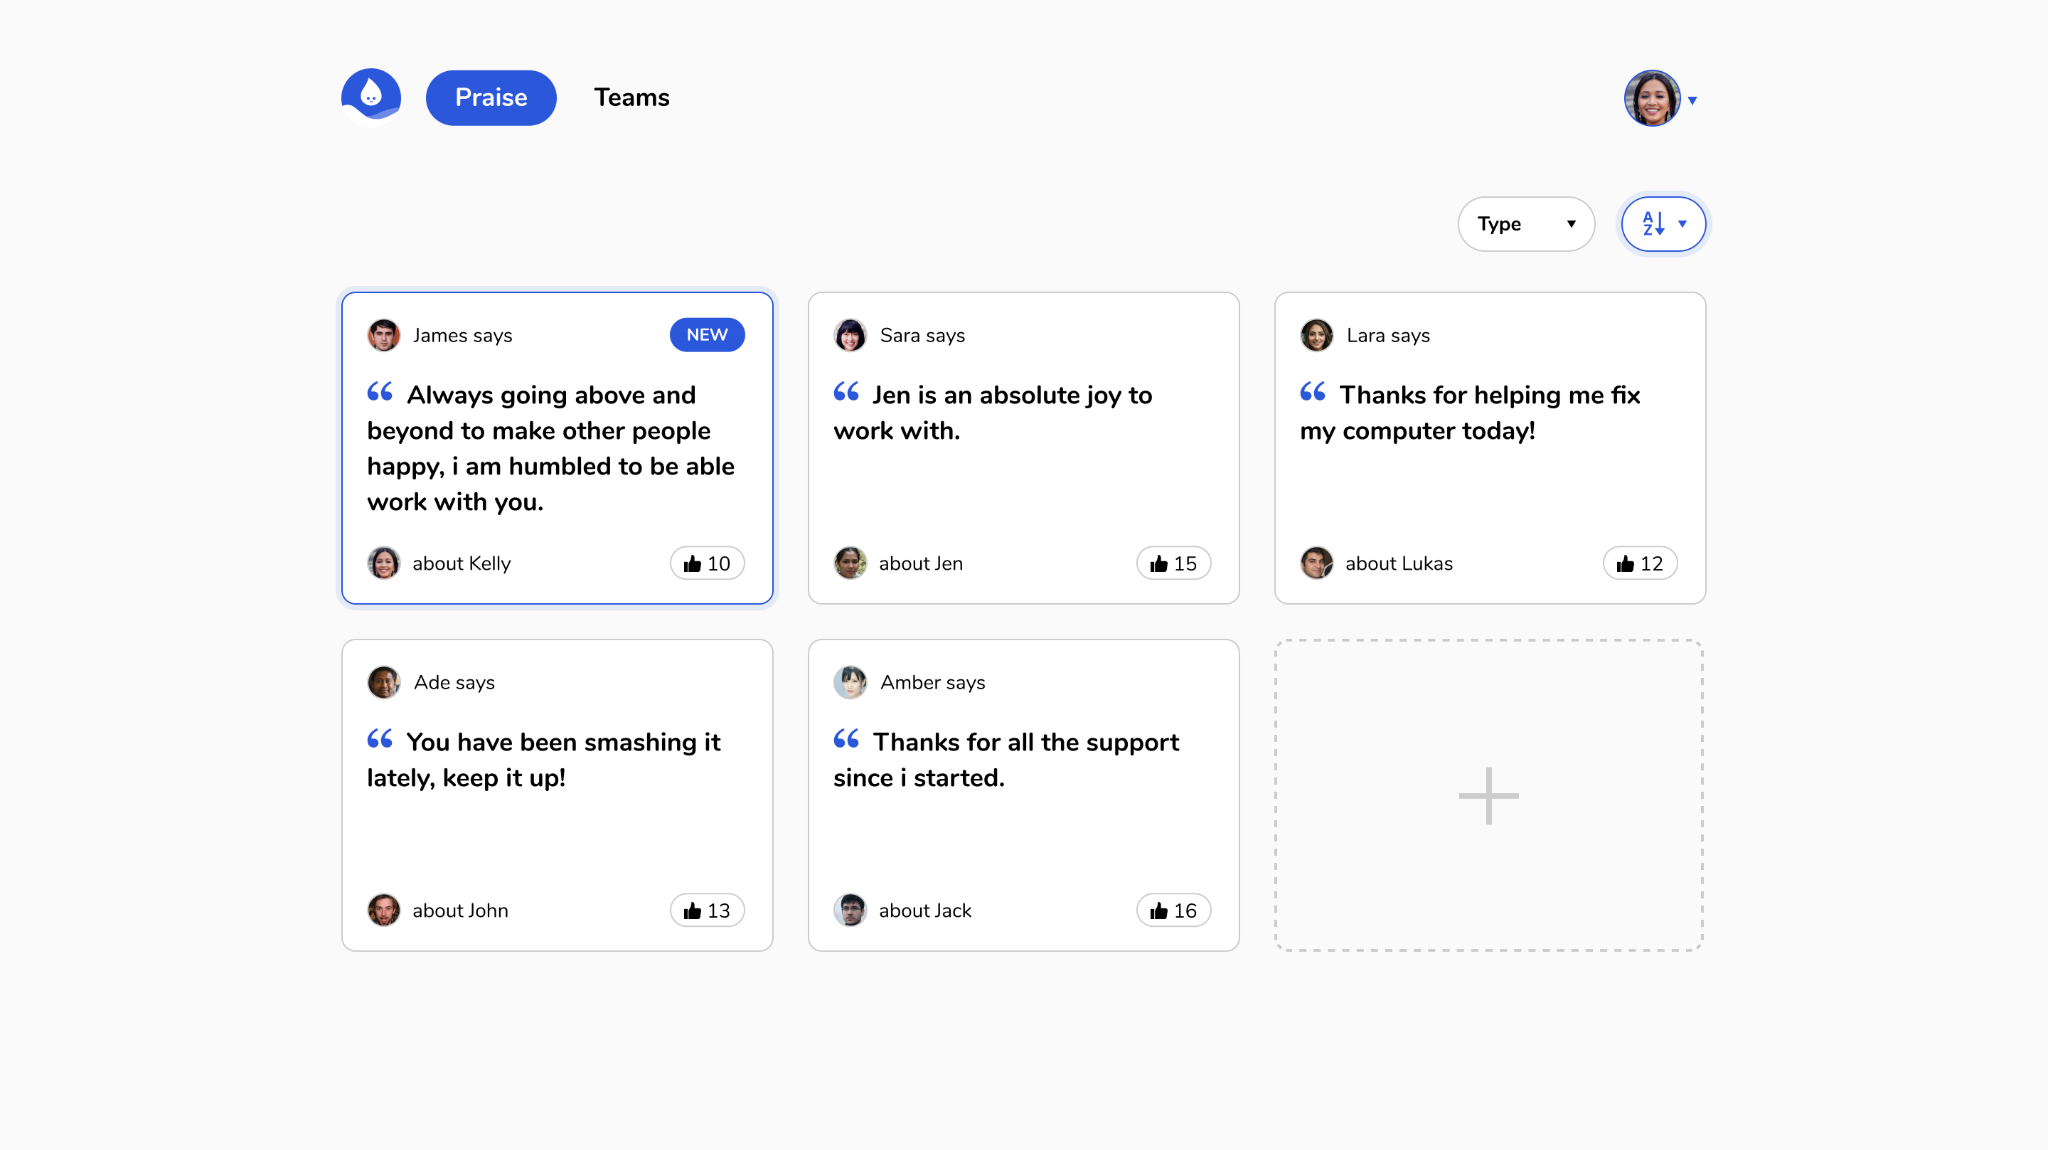 Praise
Teams
Type
A
Z
James says
NEW
“ Always going above and
beyond to make other people
happy, i am humbled to be able
work with you.
about Kelly
10
Sara says
“ Jen is an absolute joy to
work with.
about Jen
15
Lara says
“ Thanks for helping me fix
my computer today!
about Lukas
12
Ade says
“ You have been smashing it
lately, keep it up!
about John
13
Amber says
“ Thanks for all the support
since i started.
about Jack
16